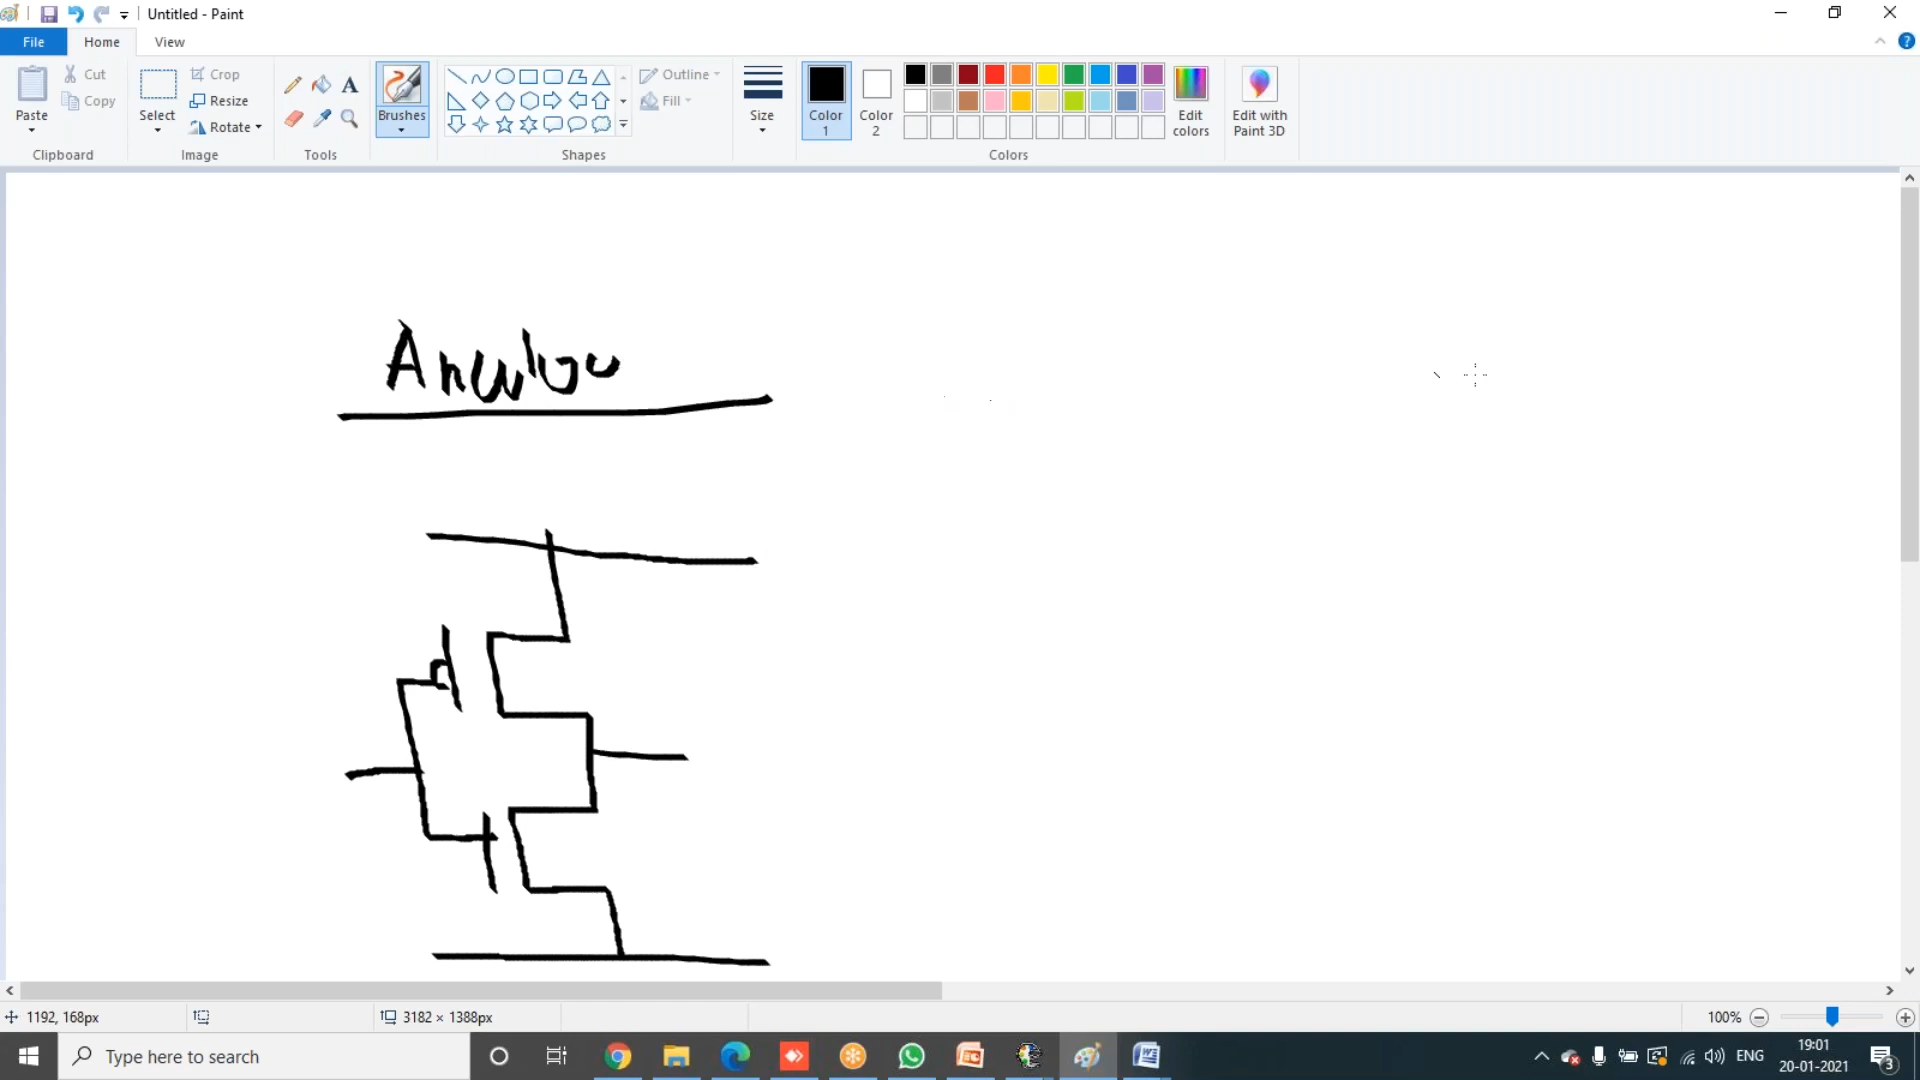 Untitled - Paint
File Home View
Paste Cut Copy Clipboard
Select Crop Resize Rotate Image
Tools
Brushes
Shapes
Outline Fill
Size
Color 1 Color 2
Edit colors
Colors
Edit with Paint 3D
1192, 168px
3182 × 1388px
100%
Type here to search
ENG
19:01
20-01-2021
3